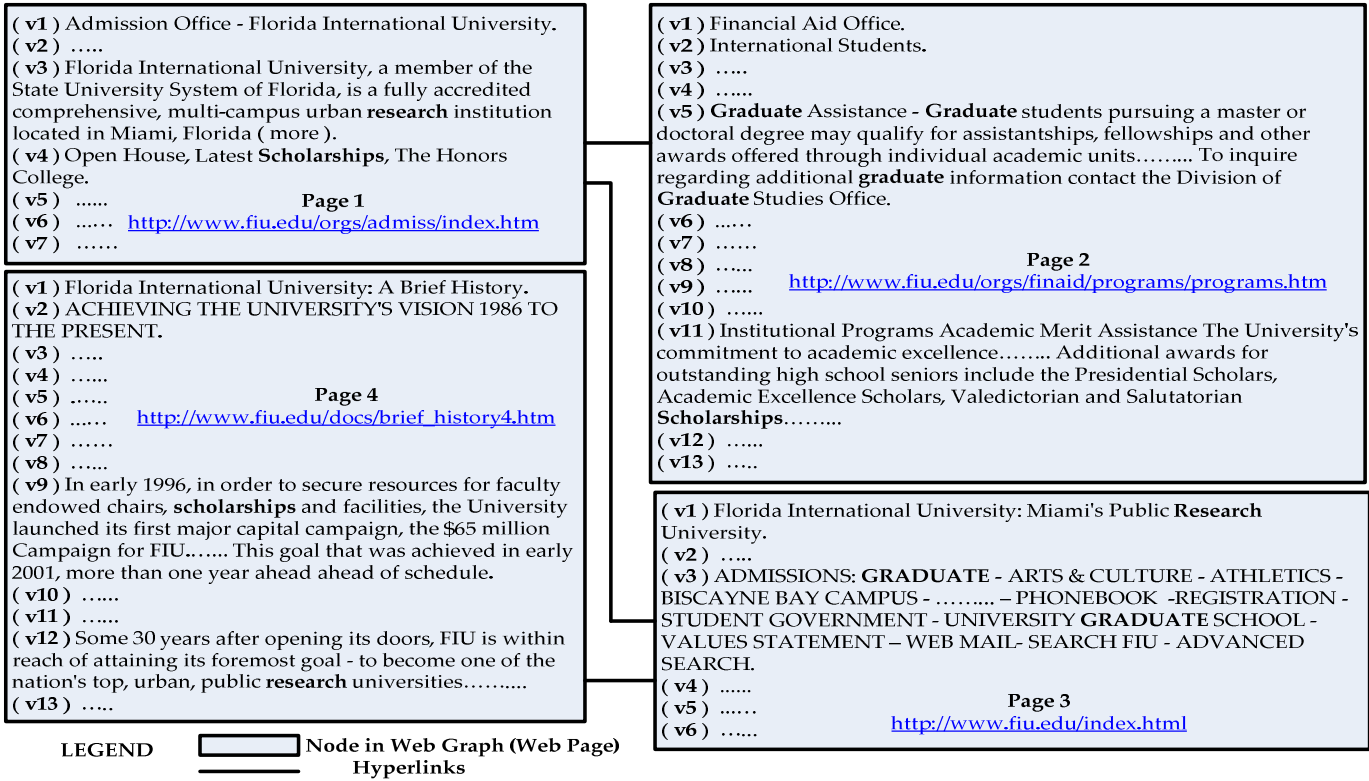 ( v1 ) Admission Office - Florida International University.
( v2 ) …..
( v3 ) Florida International University, a member of the
State University System of Florida, is a fully accredited
comprehensive, multi-campus urban research institution
located in Miami, Florida ( more ).
( v4 ) Open House, Latest Scholarships, The Honors
College.
( v5 ) ......
Page 1
( v6 ) ...… http://www.fiu.edu/orgs/admiss/index.htm
( v7 ) ……
( v1 ) Financial Aid Office.
( v2 ) International Students.
( v3 ) …..
( v4 ) …...
( v5 ) Graduate Assistance - Graduate students pursuing a master or
doctoral degree may qualify for assistantships, fellowships and other
awards offered through individual academic units…….... To inquire
regarding additional graduate information contact the Division of
Graduate Studies Office.
( v6 ) ...…
( v7 ) ……
( v8 ) …...
Page 2
( v9 ) …... http://www.fiu.edu/orgs/finaid/programs/programs.htm
( v10 ) …...
( v11 ) Institutional Programs Academic Merit Assistance The University's
commitment to academic excellence…….. Additional awards for
outstanding high school seniors include the Presidential Scholars,
Academic Excellence Scholars, Valedictorian and Salutatorian
Scholarships……...
( v12 ) …...
( v13 ) …..
( v1 ) Florida International University: A Brief History.
( v2 ) ACHIEVING THE UNIVERSITY'S VISION 1986 TO
THE PRESENT.
( v3 ) …..
( v4 ) …...
( v5 ) ......
Page 4
( v6 ) ...… http://www.fiu.edu/docs/brief_history4.htm
( v7 ) ……
( v8 ) …...
( v9 ) In early 1996, in order to secure resources for faculty
endowed chairs, scholarships and facilities, the University
launched its first major capital campaign, the $65 million
Campaign for FIU..…... This goal that was achieved in early
2001, more than one year ahead ahead of schedule.
( v10 ) …...
( v11 ) …...
( v12 ) Some 30 years after opening its doors, FIU is within
reach of attaining its foremost goal - to become one of the
nation's top, urban, public research universities……....
( v13 ) …..
( v1 ) Florida International University: Miami's Public Research
University.
( v2 ) …..
( v3 ) ADMISSIONS: GRADUATE - ARTS & CULTURE - ATHLETICS -
BISCAYNE BAY CAMPUS - …….... – PHONEBOOK -REGISTRATION -
STUDENT GOVERNMENT - UNIVERSITY GRADUATE SCHOOL -
VALUES STATEMENT – WEB MAIL- SEARCH FIU - ADVANCED
SEARCH.
( v4 ) ......
( v5 ) ...…
Page 3
( v6 ) …... http://www.fiu.edu/index.html
LEGEND
Node in Web Graph (Web Page)
Hyperlinks